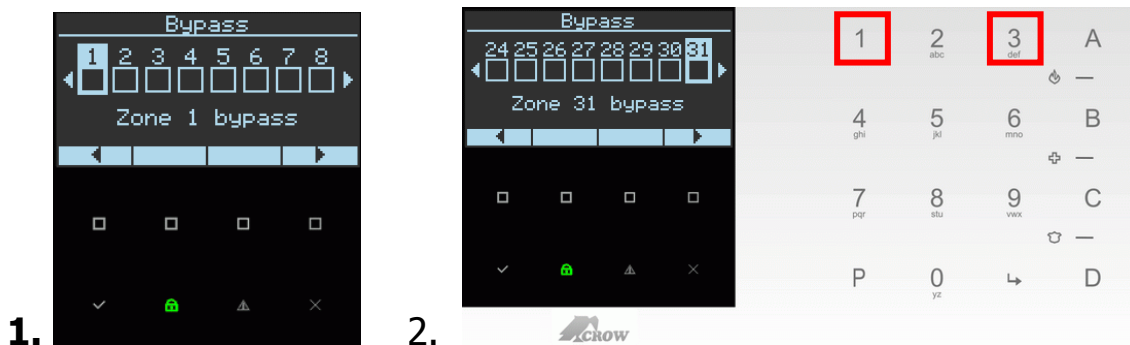 Bypass
1 2 3 4 5 6 7 8
Zone 1 bypass
1.
Bypass
24 25 26 27 28 29 30 31
Zone 31 bypass
1 2 3 A
abc def
4 5 6 B
ghi jkl mno
7 8 9 C
pqr stu vwx
P 0 D
yz
CROW
2.